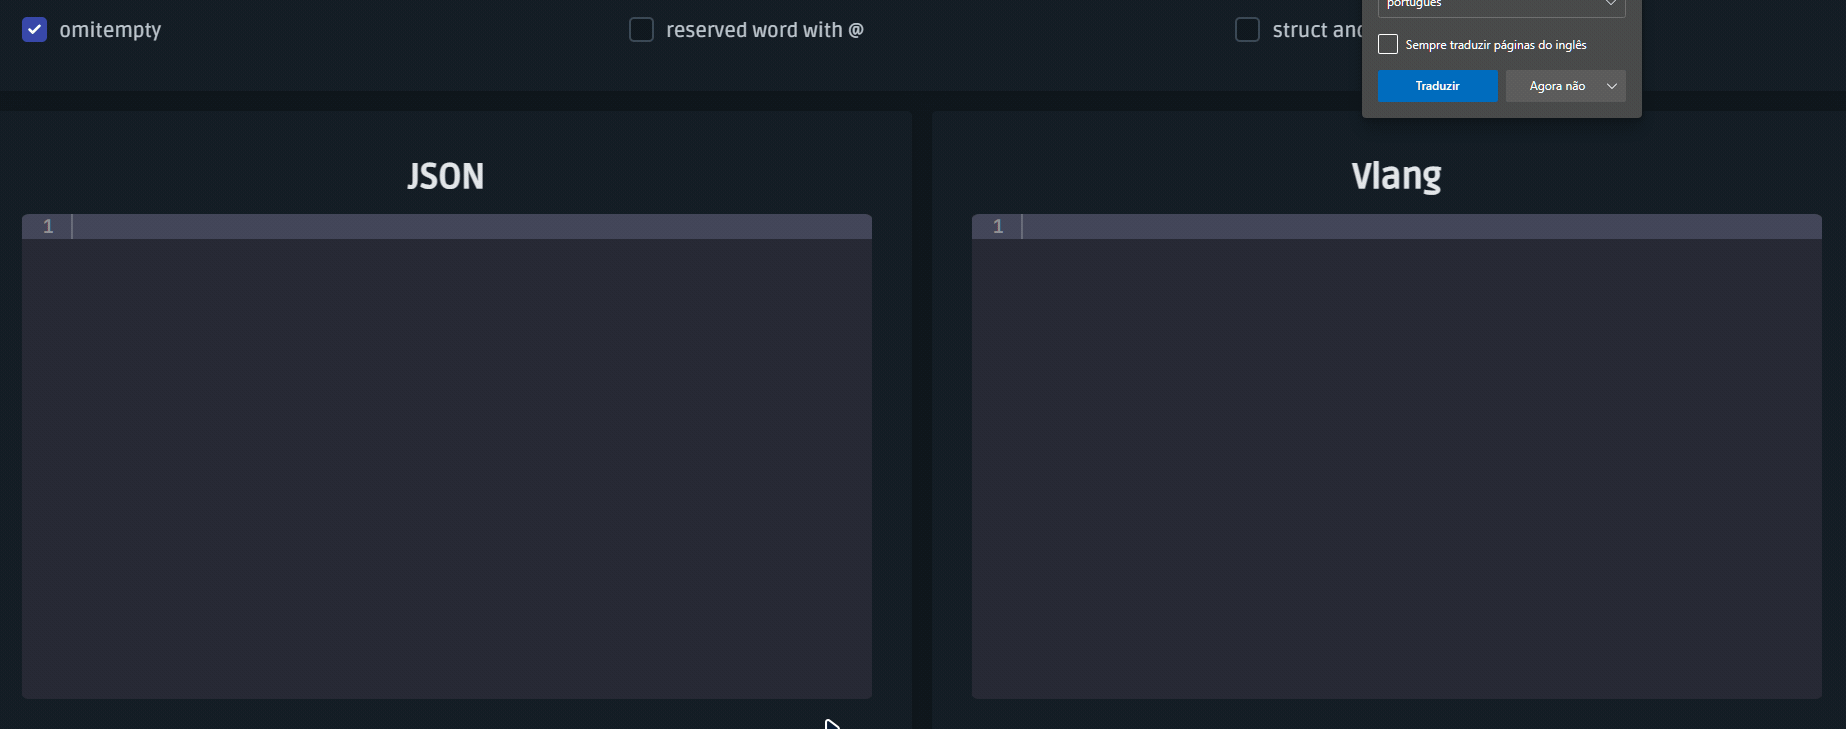 português
omitempty
reserved word with @
struct and
Sempre traduzir páginas do inglês
Traduzir
Agora não
JSON
Vlang
1
1